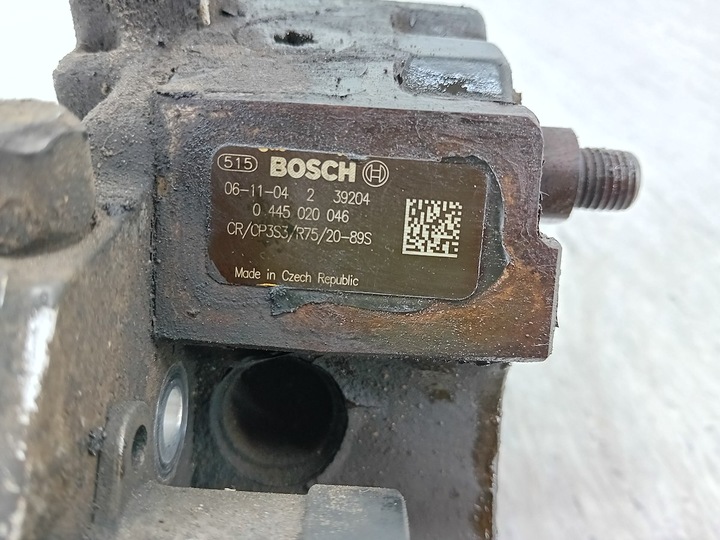 515 BOSCH
06-11-04 2 39204
0 445 020 046
CR/CP3S3/R75/20-89S
Made in Czech Republic